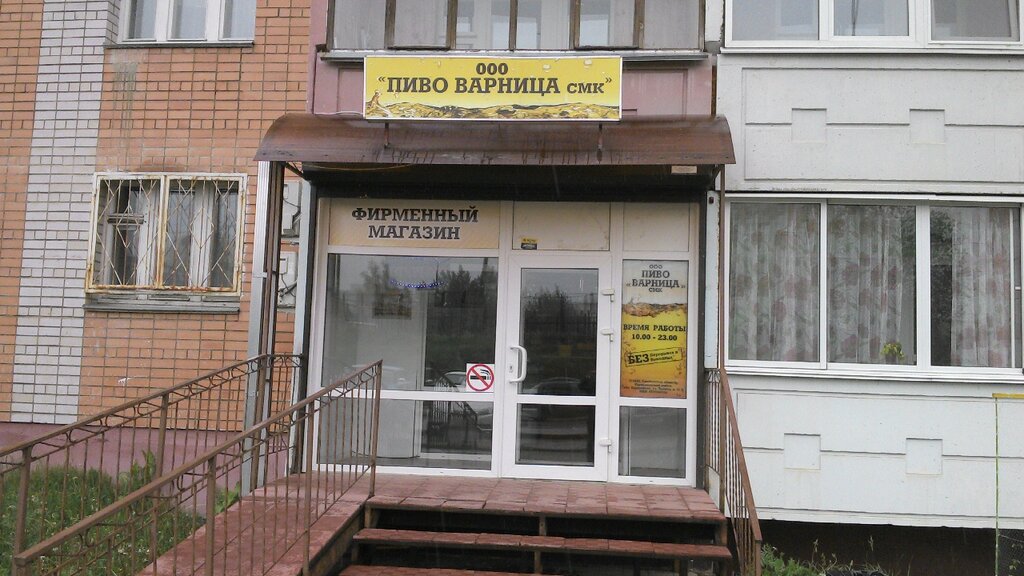 ООО
"ПИВО ВАРНИЦА СМК"
ФИРМЕННЫЙ
МАГАЗИН
ООО
ПИВО
"ВАРНИЦА"
СМК
ВРЕМЯ РАБОТЫ
10.00 - 23.00
БЕЗ